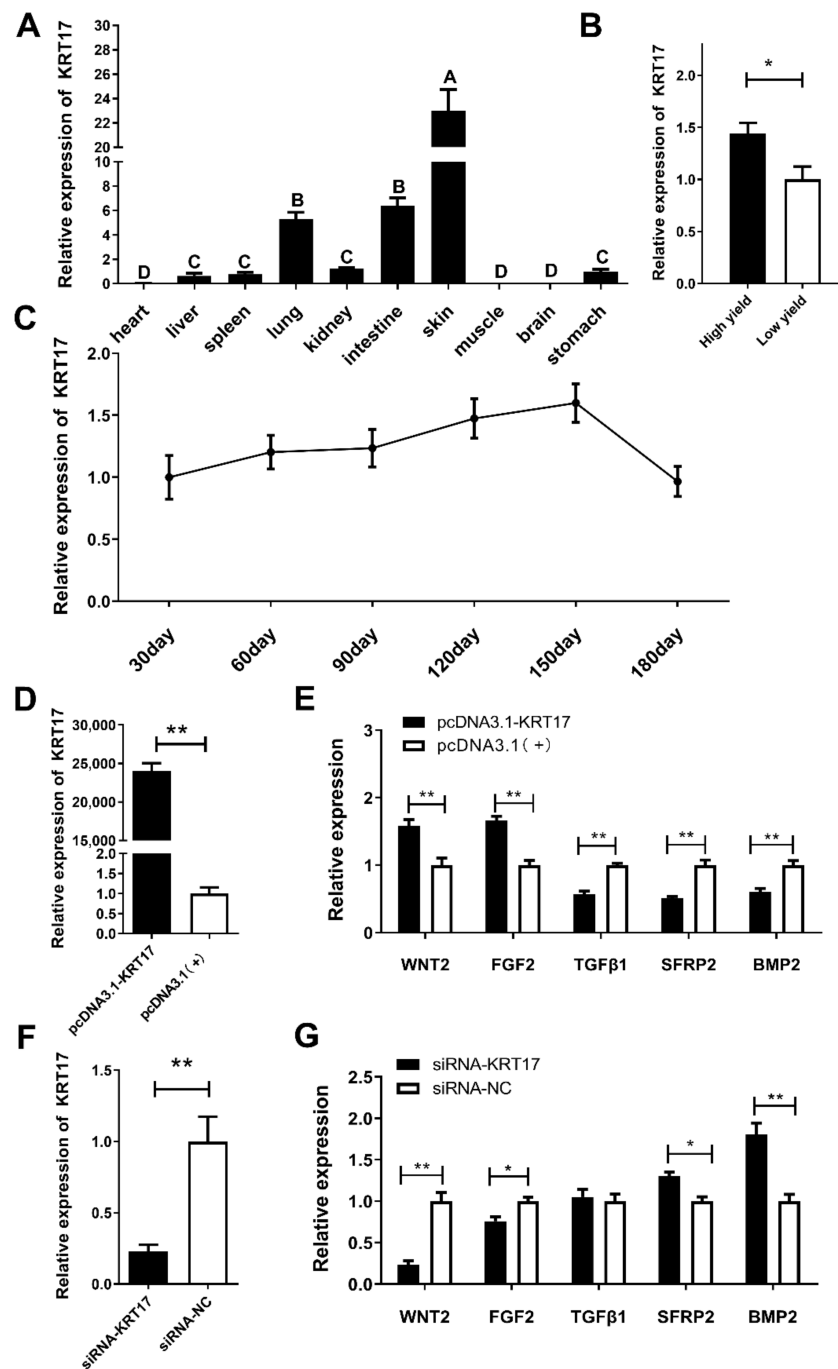 A
Relative expression of KRT17
30
28
26
24
22
20
10
8
6
4
2
0
D
C
C
B
C
B
A
D
D
C
heart
liver
spleen
lung
kidney
intestine
skin
muscle
brain
stomach
B
Relative expression of KRT17
2.0
1.5
1.0
0.5
0.0
*
High yield
Low yield
C
Relative expression of KRT17
2.0
1.5
1.0
0.5
0.0
30day
60day
90day
120day
150day
180day
D
Relative expression of KRT17
30,000
25,000
20,000
15,000
2.0
1.5
1.0
0.5
0.0
**
pcDNA3.1-KRT17
pcDNA3.1(+)
E
Relative expression
3
2
1
0
pcDNA3.1-KRT17
pcDNA3.1(+)
**
**
**
**
**
WNT2
FGF2
TGFβ1
SFRP2
BMP2
F
Relative expression of KRT17
1.5
1.0
0.5
0.0
**
siRNA-KRT17
siRNA-NC
G
Relative expression
2.5
2.0
1.5
1.0
0.5
0.0
siRNA-KRT17
siRNA-NC
**
*
*
**
WNT2
FGF2
TGFβ1
SFRP2
BMP2